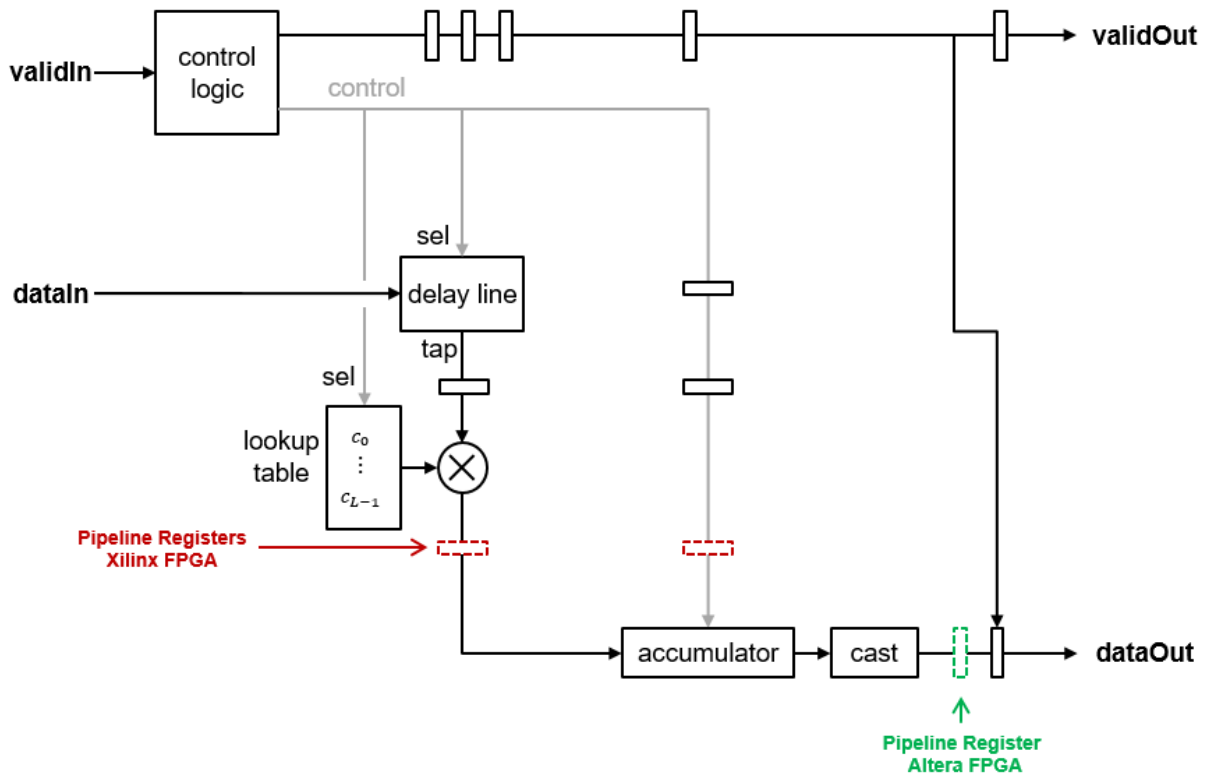 validOut
control
logic
validIn
control
sel
dataIn
delay line
tap
sel
lookup
table
c₀
⋮
c_{L−1}
Pipeline Registers
Xilinx FPGA
accumulator
cast
dataOut
Pipeline Register
Altera FPGA